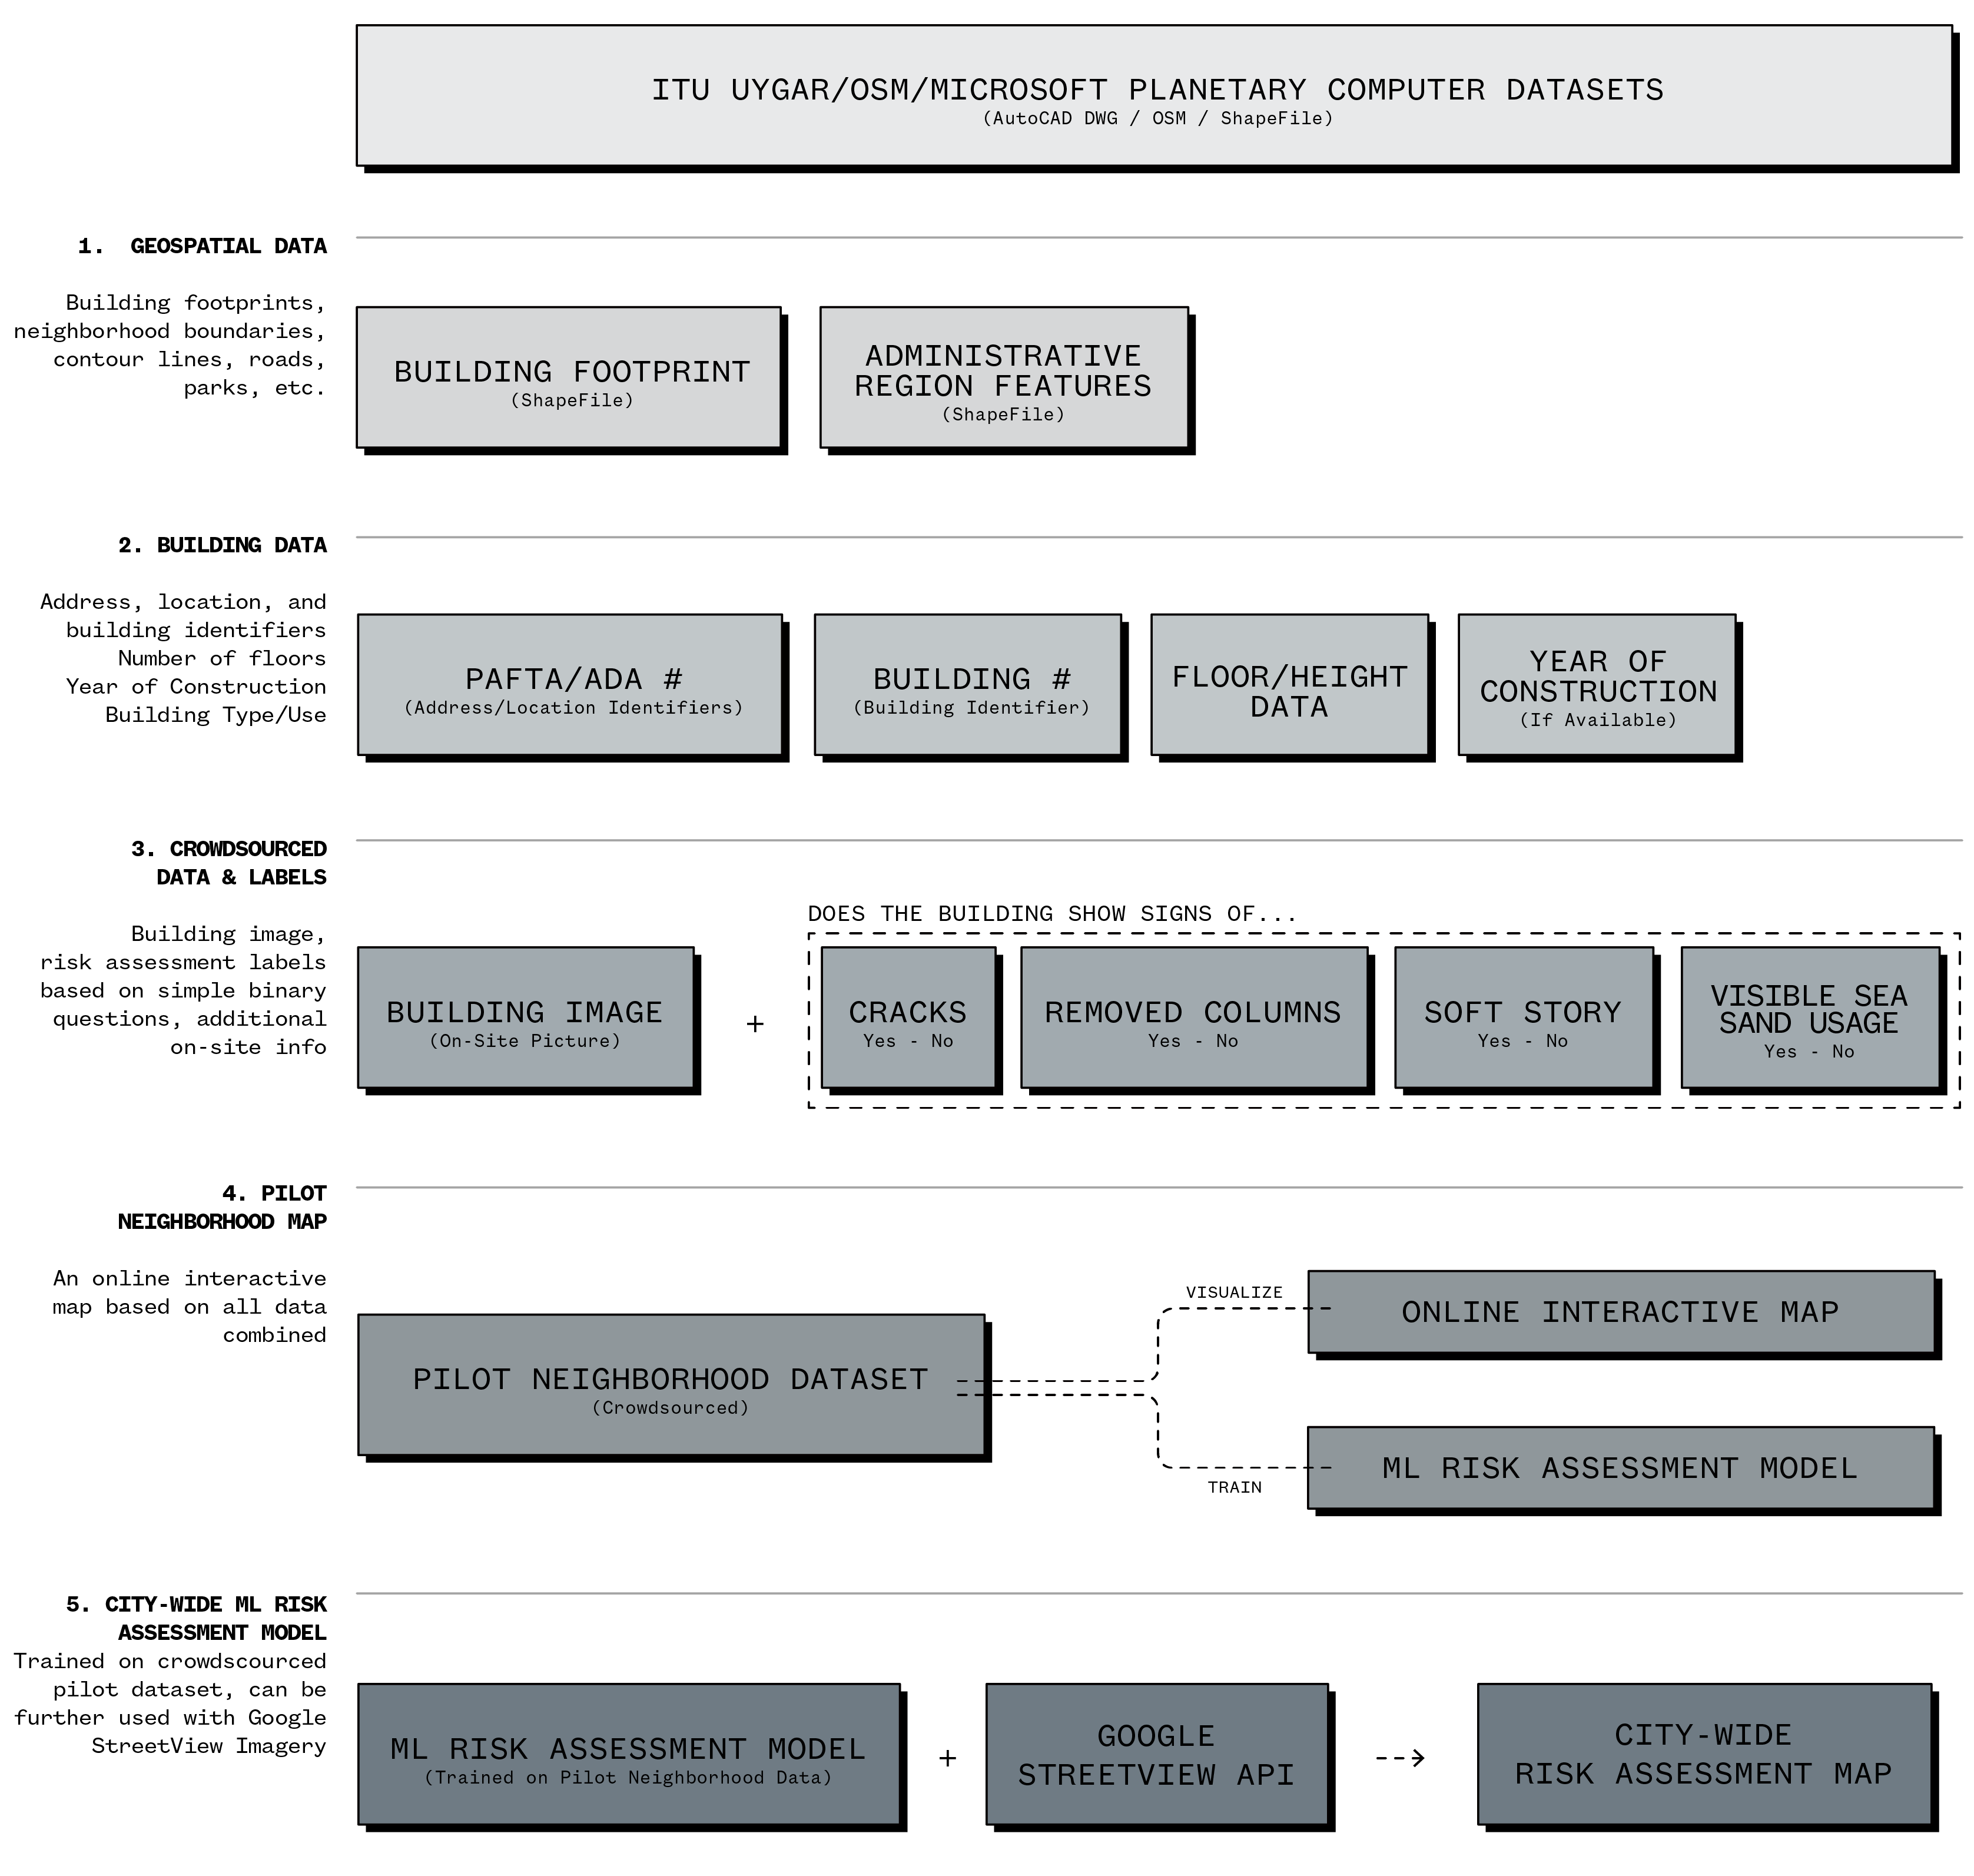 ITU UYGAR/OSM/MICROSOFT PLANETARY COMPUTER DATASETS
(AutoCAD DWG / OSM / ShapeFile)
1. GEOSPATIAL DATA
Building footprints,
neighborhood boundaries,
contour lines, roads,
parks, etc.
BUILDING FOOTPRINT
(ShapeFile)
ADMINISTRATIVE
REGION FEATURES
(ShapeFile)
2. BUILDING DATA
Address, location, and
building identifiers
Number of floors
Year of Construction
Building Type/Use
PAFTA/ADA #
(Address/Location Identifiers)
BUILDING #
(Building Identifier)
FLOOR/HEIGHT
DATA
YEAR OF
CONSTRUCTION
(If Available)
3. CROWDSOURCED
DATA & LABELS
Building image,
risk assessment labels
based on simple binary
questions, additional
on-site info
BUILDING IMAGE
(On-Site Picture)
+
DOES THE BUILDING SHOW SIGNS OF...
CRACKS
Yes - No
REMOVED COLUMNS
Yes - No
SOFT STORY
Yes - No
VISIBLE SEA
SAND USAGE
Yes - No
4. PILOT
NEIGHBORHOOD MAP
An online interactive
map based on all data
combined
PILOT NEIGHBORHOOD DATASET
(Crowdsourced)
VISUALIZE
ONLINE INTERACTIVE MAP
TRAIN
ML RISK ASSESSMENT MODEL
5. CITY-WIDE ML RISK
ASSESSMENT MODEL
Trained on crowdscourced
pilot dataset, can be
further used with Google
StreetView Imagery
ML RISK ASSESSMENT MODEL
(Trained on Pilot Neighborhood Data)
+
GOOGLE
STREETVIEW API
CITY-WIDE
RISK ASSESSMENT MAP